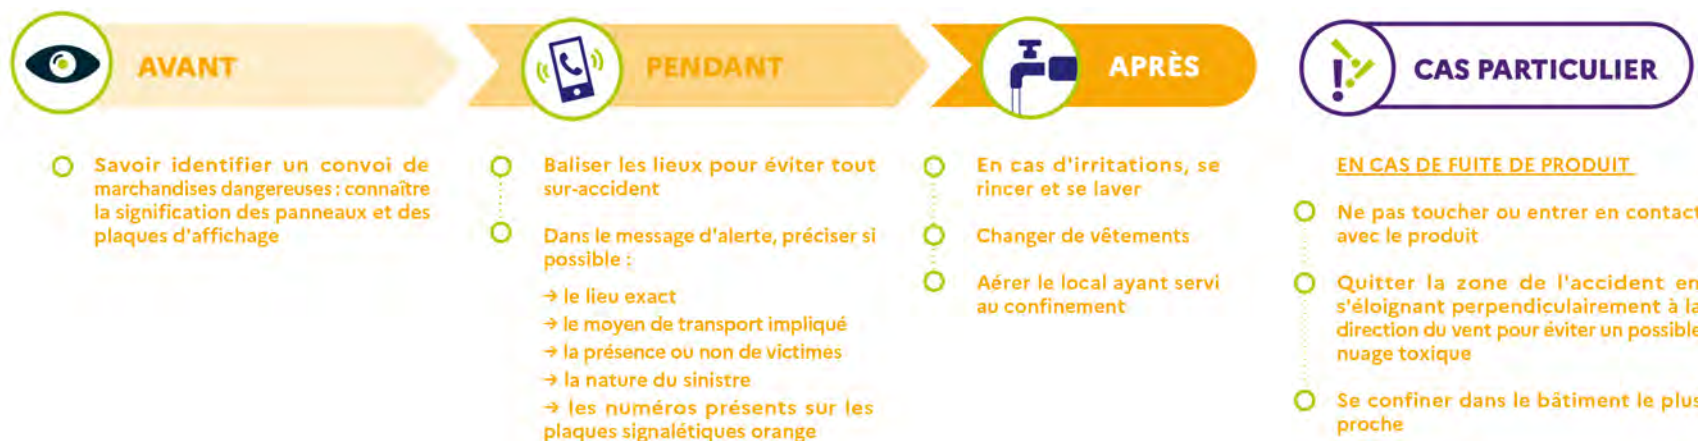 AVANT
Savoir identifier un convoi de
marchandises dangereuses : connaître
la signification des panneaux et des
plaques d'affichage
PENDANT
Baliser les lieux pour éviter tout
sur-accident
Dans le message d'alerte, préciser si
possible :
→ le lieu exact
→ le moyen de transport impliqué
→ la présence ou non de victimes
→ la nature du sinistre
→ les numéros présents sur les
plaques signalétiques orange
APRÈS
En cas d'irritations, se
rincer et se laver
Changer de vêtements
Aérer le local ayant servi
au confinement
CAS PARTICULIER
EN CAS DE FUITE DE PRODUIT
Ne pas toucher ou entrer en contact
avec le produit
Quitter la zone de l'accident en
s'éloignant perpendiculairement à la
direction du vent pour éviter un possible
nuage toxique
Se confiner dans le bâtiment le plus
proche